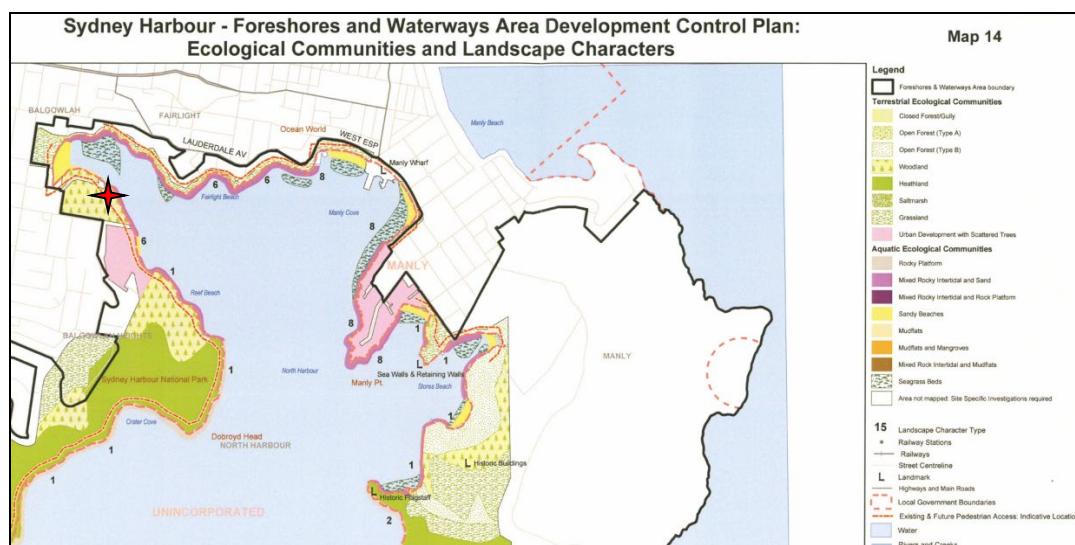 Sydney Harbour - Foreshores and Waterways Area Development Control Plan:
Ecological Communities and Landscape Characters
Map 14
BALGOWLAH
FAIRLIGHT
LAUDERDALE AV
Ocean World
WEST ESP
Manly Wharf
L
Manly Beach
6
6
8
Fairlight Beach
Manly Cove
8
MANLY
6
1
Reef Beach
BALGOWLAH HEIGHTS
Sydney Harbour National Park
1
North Harbour
8
8
1
1
L
Sea Walls & Retaining Walls
Manly Pt.
Stores Beach
MANLY
Crater Cove
Dobroyd Head
NORTH HARBOUR
1
1
1
L Historic Buildings
L
Historic Flagstaff
UNINCORPORATED
2
Legend
Foreshores & Waterways Area boundary
Terrestrial Ecological Communities
Closed Forest/Gully
Open Forest (Type A)
Open Forest (Type B)
Woodland
Heathland
Saltmarsh
Grassland
Urban Development with Scattered Trees
Aquatic Ecological Communities
Rocky Platform
Mixed Rocky Intertidal and Sand
Mixed Rocky Intertidal and Rock Platform
Sandy Beaches
Mudflats
Mudflats and Mangroves
Mixed Rock Intertidal and Mudflats
Seagrass Beds
Area not mapped: Site Specific Investigations required
15 Landscape Character Type
Railway Stations
Railways
Street Centreline
L Landmark
Highways and Main Roads
Local Government Boundaries
Existing & Future Pedestrian Access: Indicative Locatio
Water
Rivers and Creeks